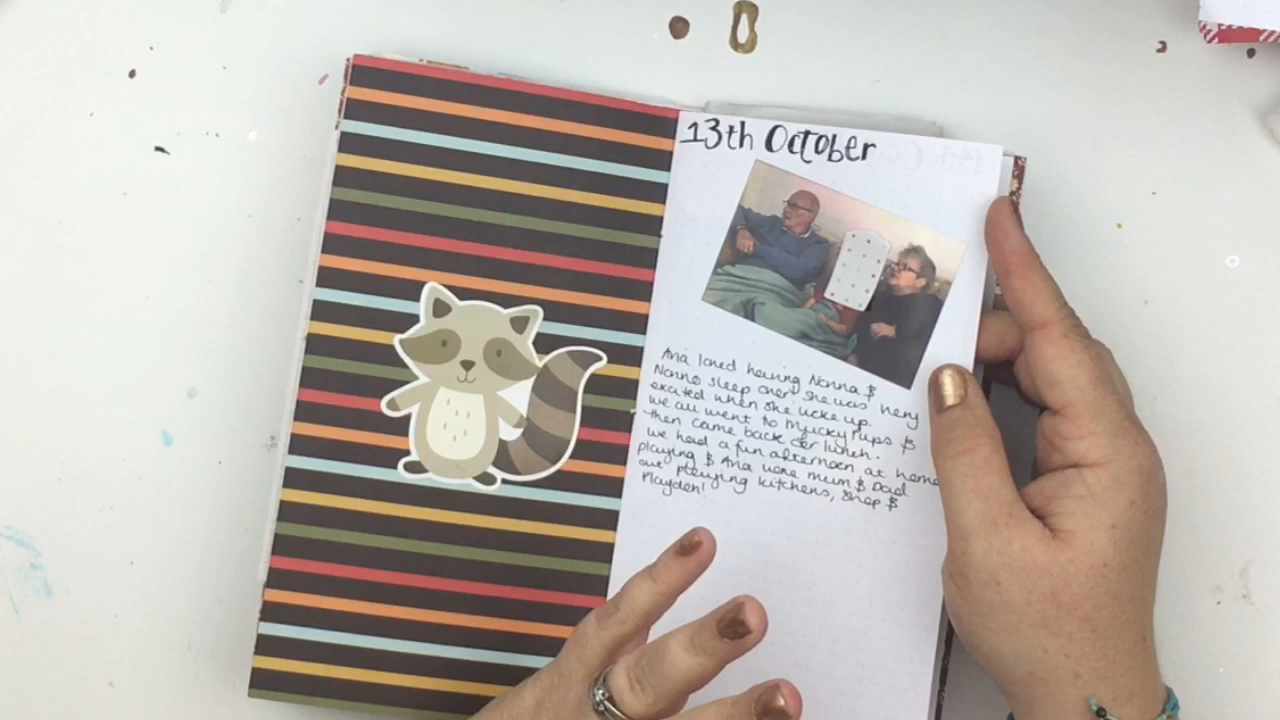 13th October
Ana loved having Nonna &
Nonno sleep over she was very
excited when she woke up.
we all went to Mucky Pups &
then came back for lunch.
we had a fun afternoon at home
playing & Ana woke mum & Dad
out playing kitchens, shop &
Playdoh!